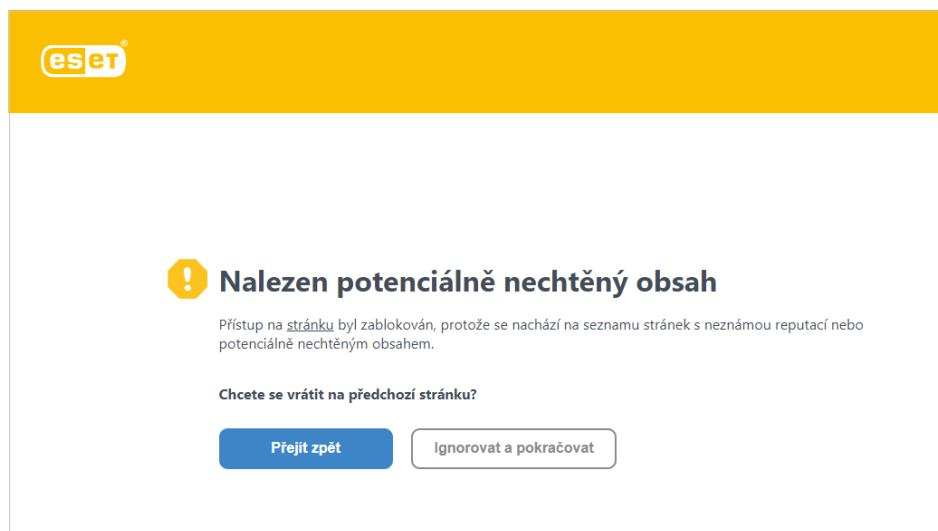 eset®
Nalezen potenciálně nechtěný obsah
Přístup na stránku byl zablokován, protože se nachází na seznamu stránek s neznámou reputací nebo
potenciálně nechtěným obsahem.
Chcete se vrátit na předchozí stránku?
Přejít zpět
Ignorovat a pokračovat